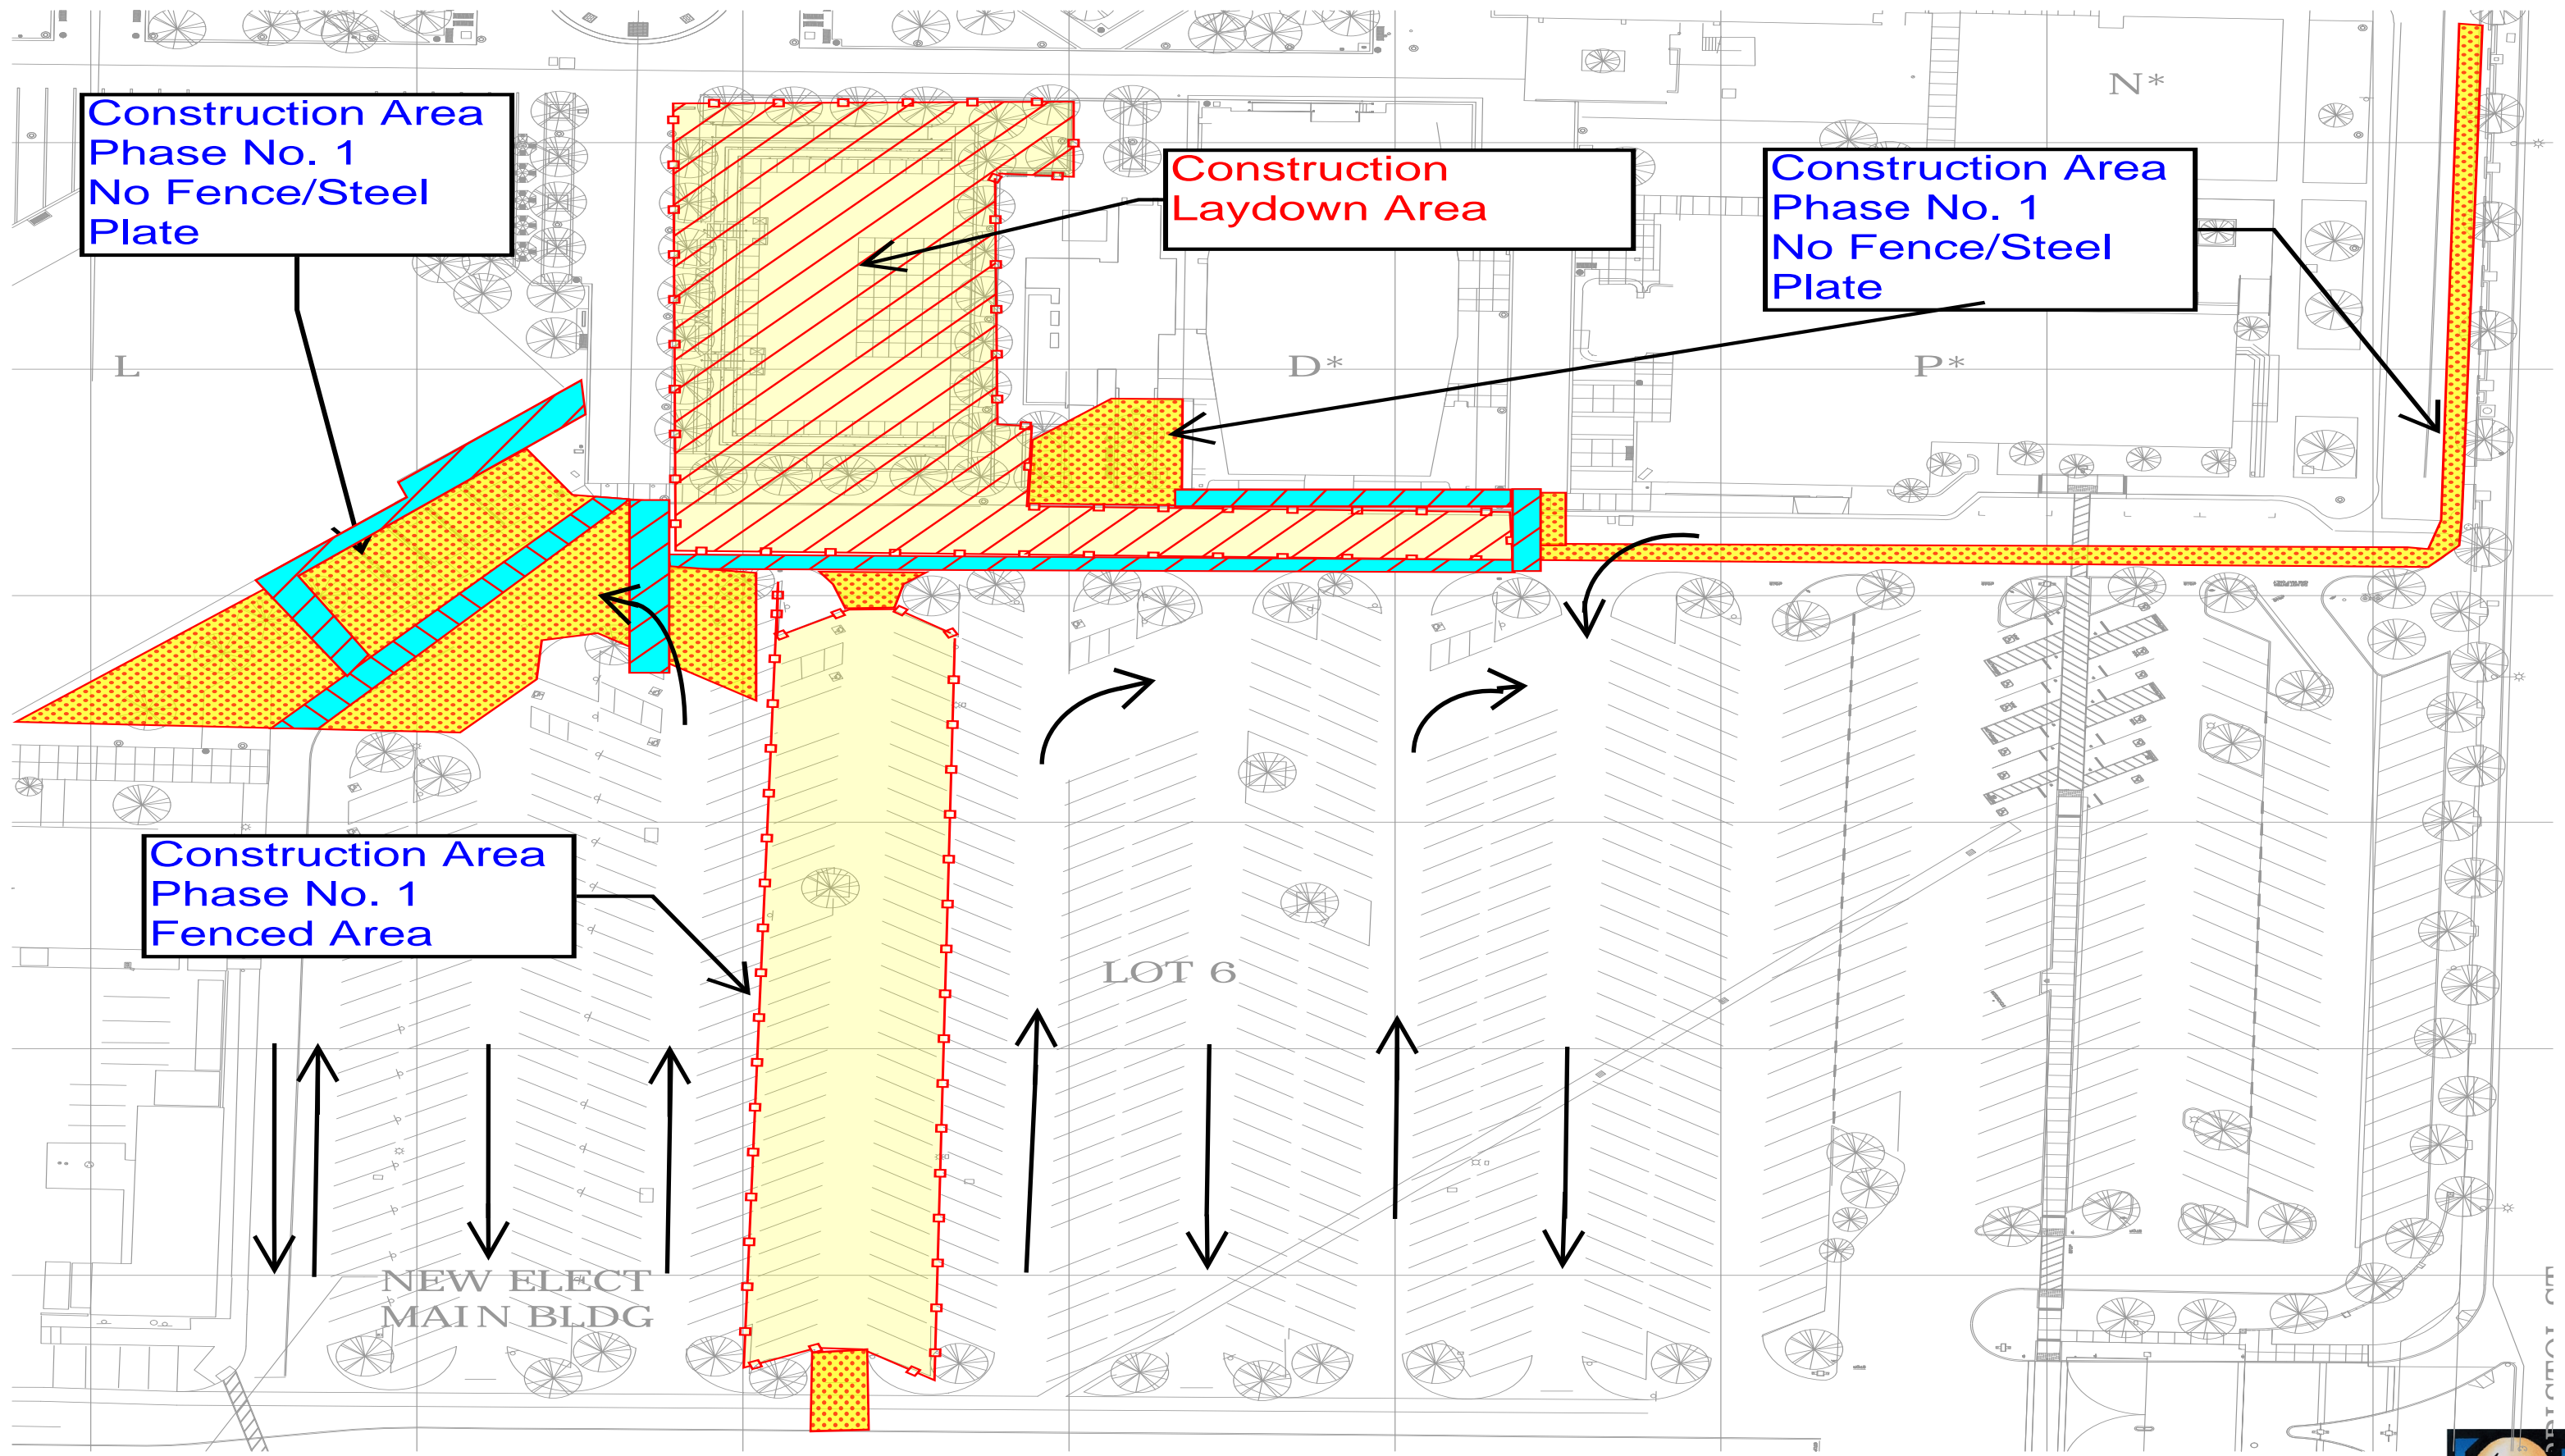 Construction Area
Phase No. 1
No Fence/Steel
Plate
Construction
Laydown Area
Construction Area
Phase No. 1
No Fence/Steel
Plate
N*
L
D*
P*
Construction Area
Phase No. 1
Fenced Area
LOT 6
NEW ELECT
MAIN BLDG